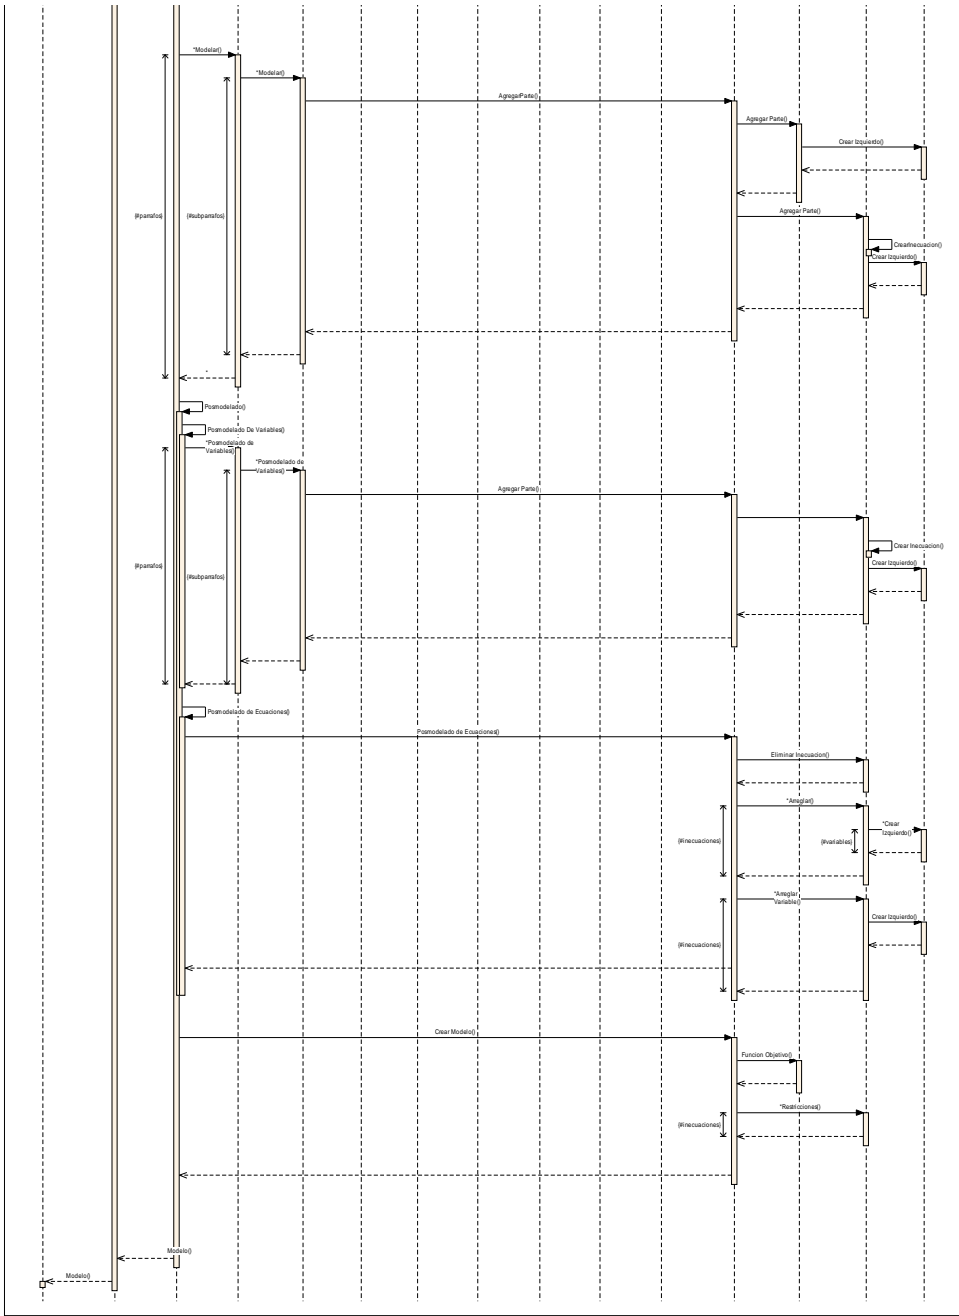 *Modelar()
*Modelar()
AgregarParte()
Agregar Parte()
Crear Izquierdo()
Agregar Parte()
(#parrafos)
(#subparrafos)
CrearInecuacion()
Crear Izquierdo()
Posmodelado()
Posmodelado De Variables()
*Posmodelado de
Variables()
*Posmodelado de
Variables()
Agregar Parte()
Crear Inecuacion()
Crear Izquierdo()
(#parrafos)
(#subparrafos)
Posmodelado de Ecuaciones()
Posmodelado de Ecuaciones()
Eliminar Inecuacion()
*Arreglar()
*Crear
Izquierdo()
(#inecuaciones)
(#variables)
*Arreglar
Variable()
Crear Izquierdo()
(#inecuaciones)
Crear Modelo()
Funcion Objetivo()
*Restricciones()
(#inecuaciones)
Modelo()
Modelo()